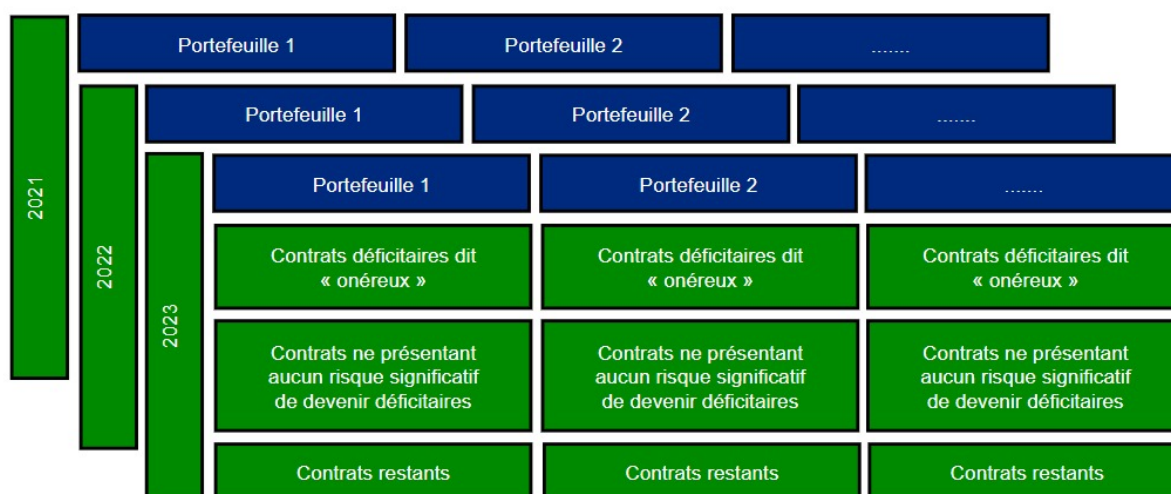 Portefeuille 1
Portefeuille 2
.......
2021
Portefeuille 1
Portefeuille 2
.......
2022
Portefeuille 1
Portefeuille 2
.......
2023
Contrats déficitaires dit
« onéreux »
Contrats déficitaires dit
« onéreux »
Contrats déficitaires dit
« onéreux »
Contrats ne présentant
aucun risque significatif
de devenir déficitaires
Contrats ne présentant
aucun risque significatif
de devenir déficitaires
Contrats ne présentant
aucun risque significatif
de devenir déficitaires
Contrats restants
Contrats restants
Contrats restants